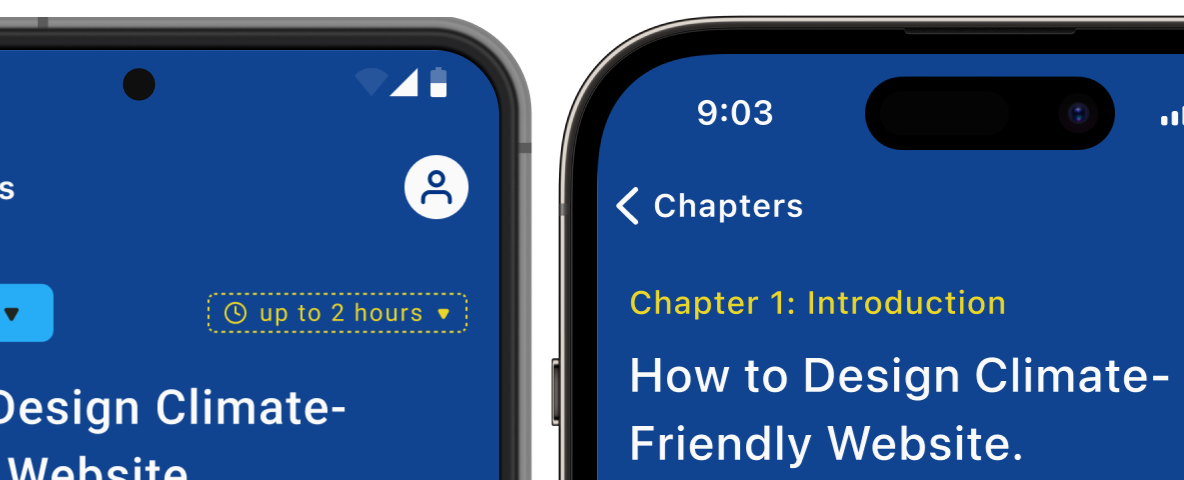 s
up to 2 hours
Design Climate-
Website
9:03
Chapters
Chapter 1: Introduction
How to Design Climate-
Friendly Website.